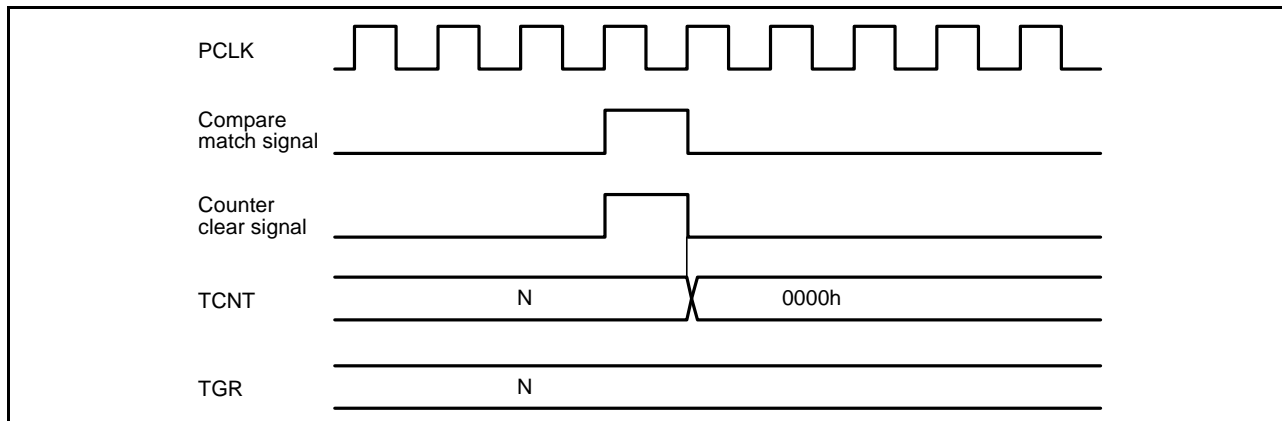 PCLK
Compare
match signal
Counter
clear signal
TCNT
N
0000h
TGR
N